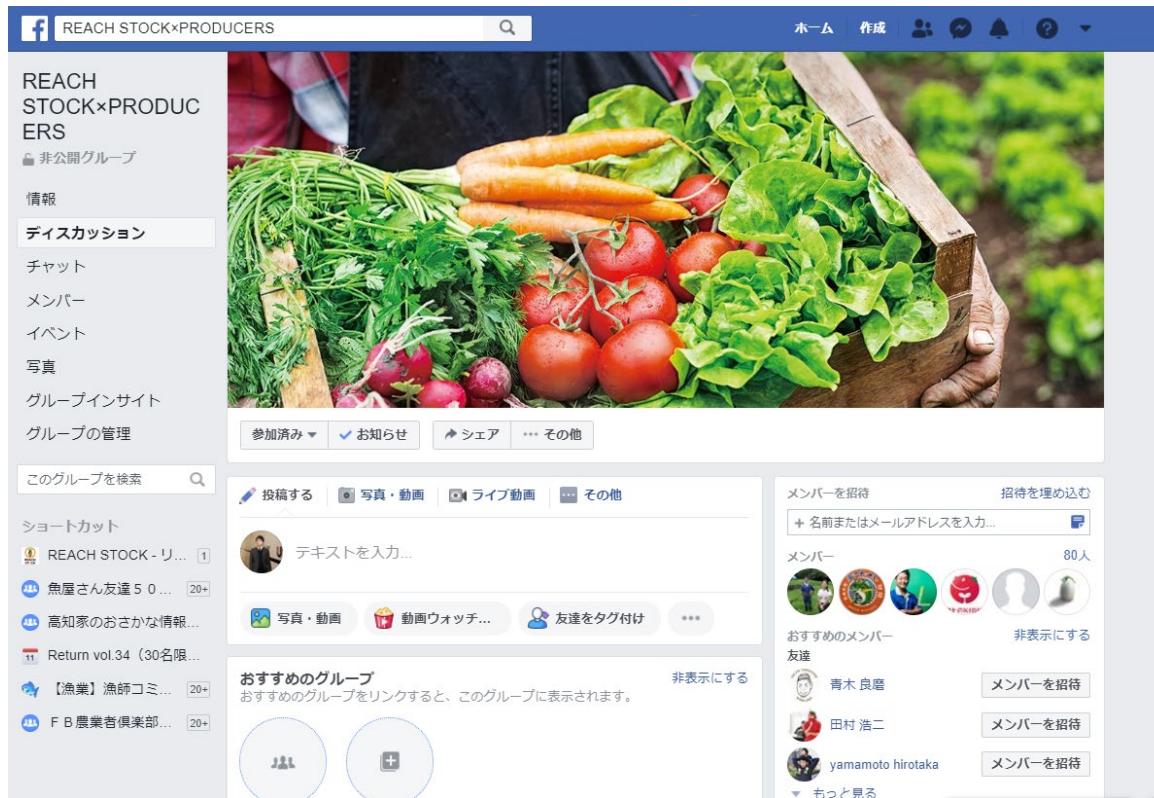 REACH STOCK×PRODUCERS
ホーム 作成
REACH
STOCK×PRODUC
ERS
非公開グループ
情報
ディスカッション
チャット
メンバー
イベント
写真
グループインサイト
グループの管理
このグループを検索
ショートカット
REACH STOCK - リ... 1
魚屋さん友達５０... 20+
高知家のおさかな情報...
11 Return vol.34（30名限...
【漁業】漁師コミ... 20+
ＦＢ農業者倶楽部... 20+
参加済み お知らせ シェア ••• その他
投稿する 写真・動画 ライブ動画 その他
テキストを入力...
写真・動画 動画ウォッチ... 友達をタグ付け •••
おすすめのグループ 非表示にする
おすすめのグループをリンクすると、このグループに表示されます。
メンバーを招待 招待を埋め込む
+ 名前またはメールアドレスを入力...
メンバー 80人
おすすめのメンバー 非表示にする
友達
青木 良磨 メンバーを招待
田村 浩二 メンバーを招待
yamamoto hirotaka メンバーを招待
もっと見る